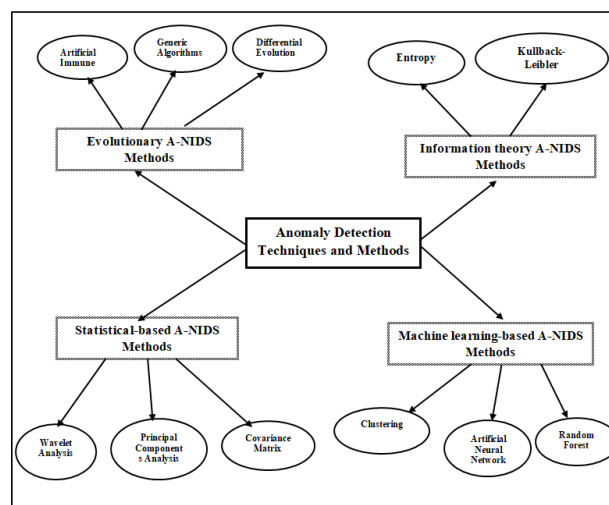 Artificial
Immune
Generic
Algorithms
Differential
Evolution
Entropy
Kullback-
Leibler
Evolutionary A-NIDS
Methods
Information theory A-NIDS
Methods
Anomaly Detection
Techniques and Methods
Statistical-based A-NIDS
Methods
Machine learning-based A-NIDS
Methods
Wavelet
Analysis
Principal
Component
s Analysis
Covariance
Matrix
Clustering
Artificial
Neural
Network
Random
Forest